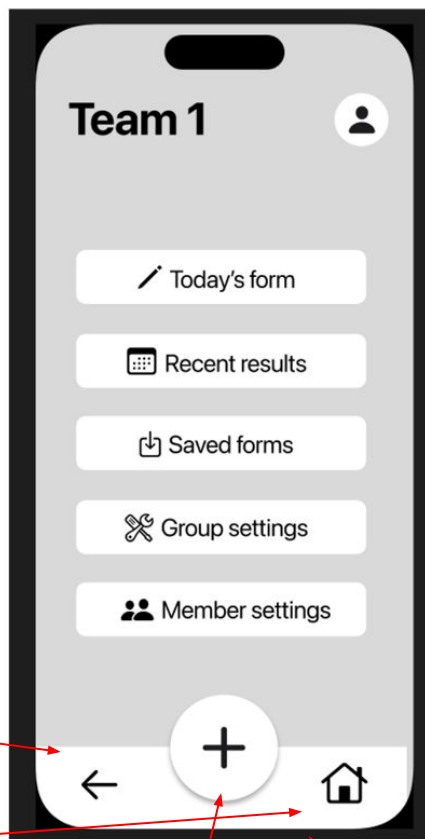 Team 1
Today's form
Recent results
Saved forms
Group settings
Member settings